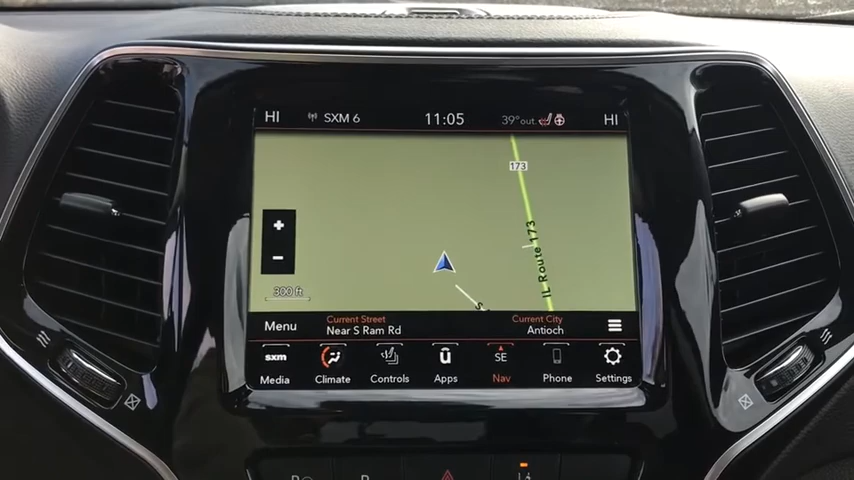 HI SXM 6 11:05 39°out. HI
173
IL Route 173
+
-
300 ft
S
Menu
Current Street
Near S Ram Rd
Current City
Antioch
sxm ū SE
Media Climate Controls Apps Nav Phone Settings